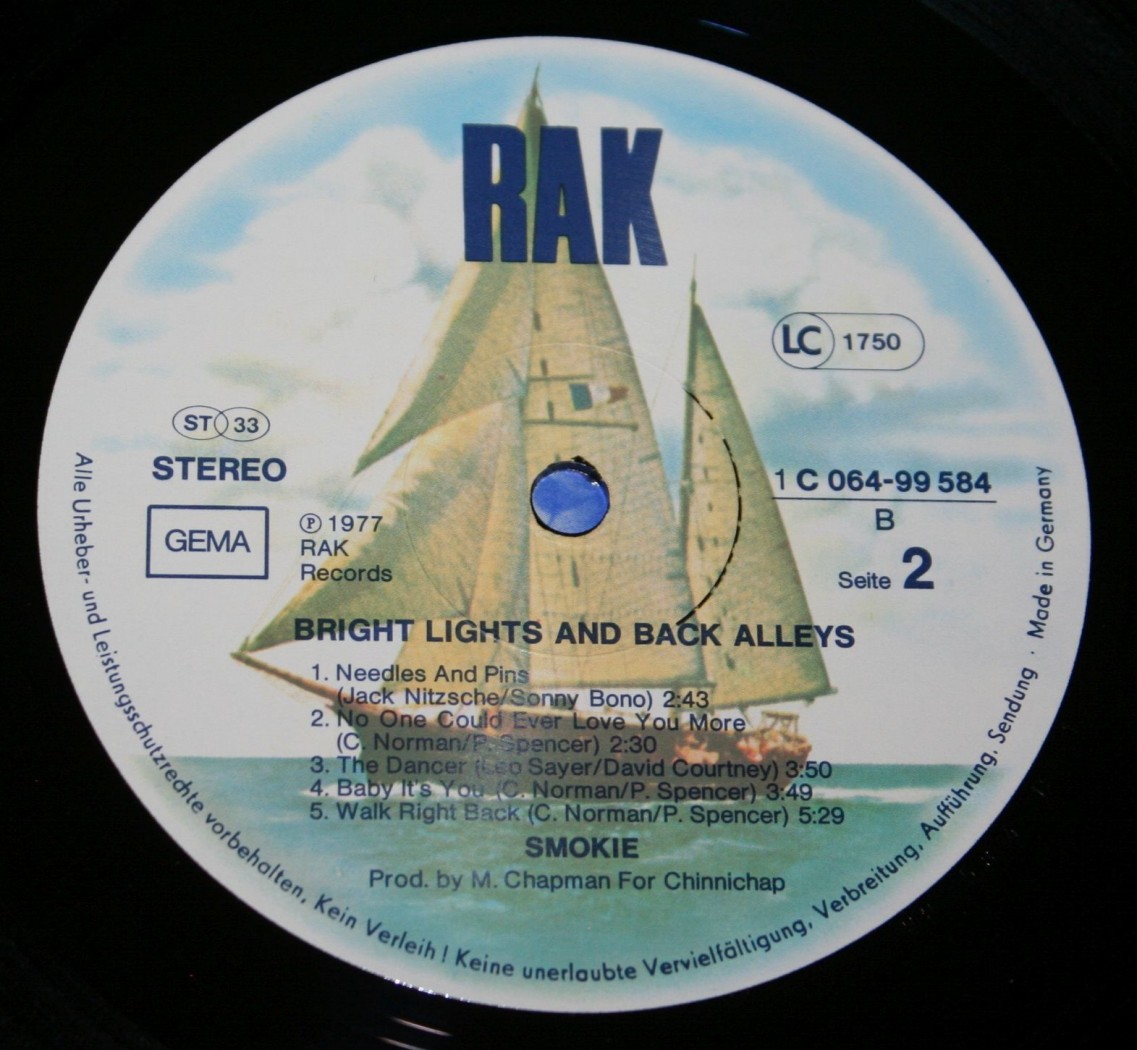 RAK
LC 1750
ST 33
STEREO
GEMA
℗ 1977
RAK
Records
1 C 064-99 584
B
Seite 2
BRIGHT LIGHTS AND BACK ALLEYS
1. Needles And Pins
(Jack Nitzsche/Sonny Bono) 2:43
2. No One Could Ever Love You More
(C. Norman/P. Spencer) 2:30
3. The Dancer (Leo Sayer/David Courtney) 3:50
4. Baby It's You (C. Norman/P. Spencer) 3:49
5. Walk Right Back (C. Norman/P. Spencer) 5:29
SMOKIE
Prod. by M. Chapman For Chinnichap
Alle Urheber- und Leistungsschutzrechte vorbehalten, Kein Verleih! Keine unerlaubte Vervielfältigung, Verbreitung, Aufführung, Sendung · Made in Germany